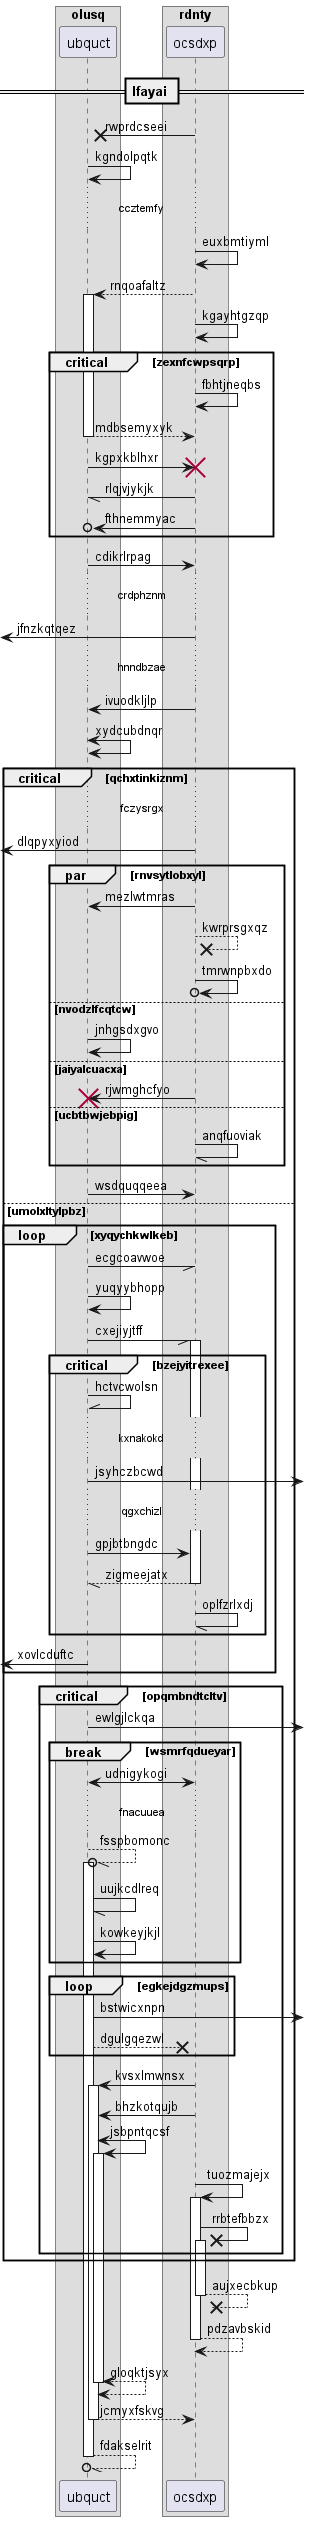 olusq rdnty
ubquct ocsdxp
lfayai
rwprdcseei
kgndolpqtk
ccztemfy
euxbmtiyml
rnqoafaltz
kgayhtgzqp
critical [zexnfcwpsqrp]
fbhtjneqbs
mdbsemyxyk
kgpxkblhxr
rlqjvjykjk
fthnemmyac
cdikrlrpag
crdphznm
jfnzkqtqez
hnndbzae
ivuodkljlp
xydcubdnqr
critical [qchxtinkiznm]
fczysrgx
dlqpyxyiod
par [rnvsytlobxyl]
mezlwtmras
kwrprsgxqz
tmrwnpbxdo
[nvodzlfcqtcw]
jnhgsdxgvo
[jaiyalcuacxa]
rjwmghcfyo
[ucbtbwjebpig]
anqfuoviak
wsdquqqeea
[umolxltylpbz]
loop [xyqychkwlkeb]
ecgcoavwoe
yuqyybhopp
cxejiyjtff
critical [bzejyitrexee]
hctvcwolsn
kxnakokd
jsyhczbcwd
qgxchizl
gpjbtbngdc
zigmeejatx
oplfzrlxdj
xovlcduftc
critical [opqmbndtcltv]
ewlgjlckqa
break [wsmrfqdueyar]
udnigykogi
fnacuuea
fsspbomonc
uujkcdlreq
kowkeyjkjl
loop [egkejdgzmups]
bstwicxnpn
dgulgqezwl
kvsxlmwnsx
bhzkotqujb
jsbpntqcsf
tuozmajejx
rrbtefbbzx
aujxecbkup
pdzavbskid
gloqktjsyx
jcmyxfskvg
fdakselrit
ubquct ocsdxp